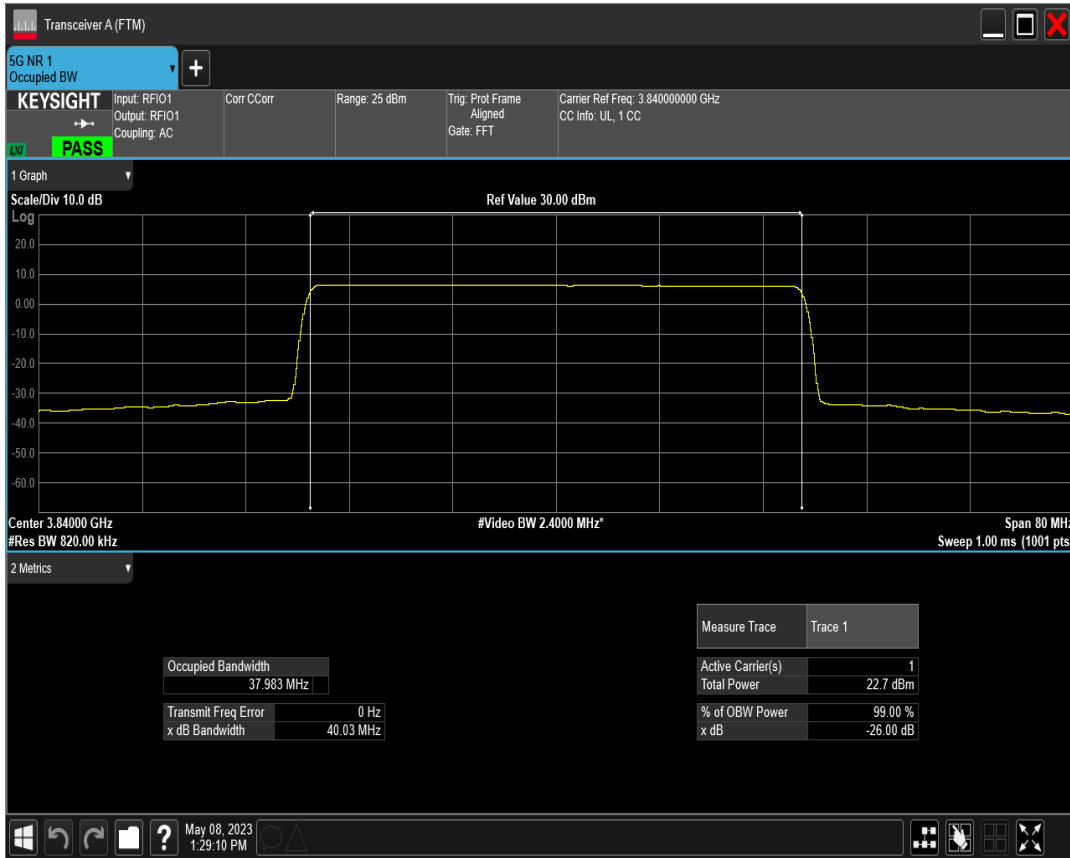 Transceiver A (FTM)
5G NR 1
Occupied BW
+
KEYSIGHT
Input: RFIO1
Output: RFIO1
Coupling: AC
Corr CCorr
Range: 25 dBm
Trig: Prot Frame
Aligned
Gate: FFT
Carrier Ref Freq: 3.840000000 GHz
CC Info: UL, 1 CC
LXI
PASS
1 Graph
Scale/Div 10.0 dB
Ref Value 30.00 dBm
Log
20.0
10.0
0.00
-10.0
-20.0
-30.0
-40.0
-50.0
-60.0
Center 3.84000 GHz
#Video BW 2.4000 MHz*
Span 80 MHz
#Res BW 820.00 kHz
Sweep 1.00 ms (1001 pts
2 Metrics
Measure Trace Trace 1
Occupied Bandwidth
37.983 MHz
Active Carrier(s) 1
Total Power 22.7 dBm
Transmit Freq Error 0 Hz
x dB Bandwidth 40.03 MHz
% of OBW Power 99.00 %
x dB -26.00 dB
?
May 08, 2023
1:29:10 PM